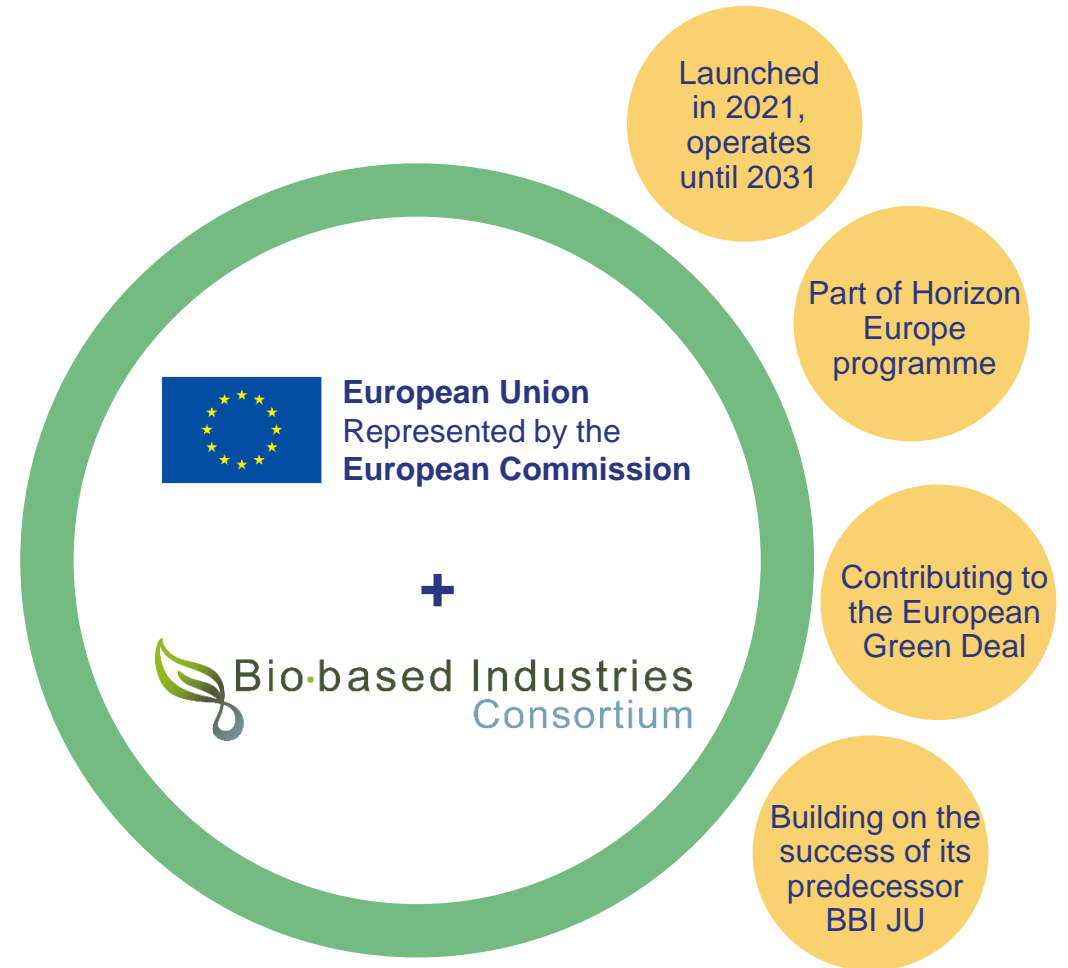 Launched
in 2021,
operates
until 2031
Part of Horizon
Europe
programme
European Union
Represented by the
European Commission
+
Bio·based Industries
Consortium
Contributing to
the European
Green Deal
Building on the
success of its
predecessor
BBI JU